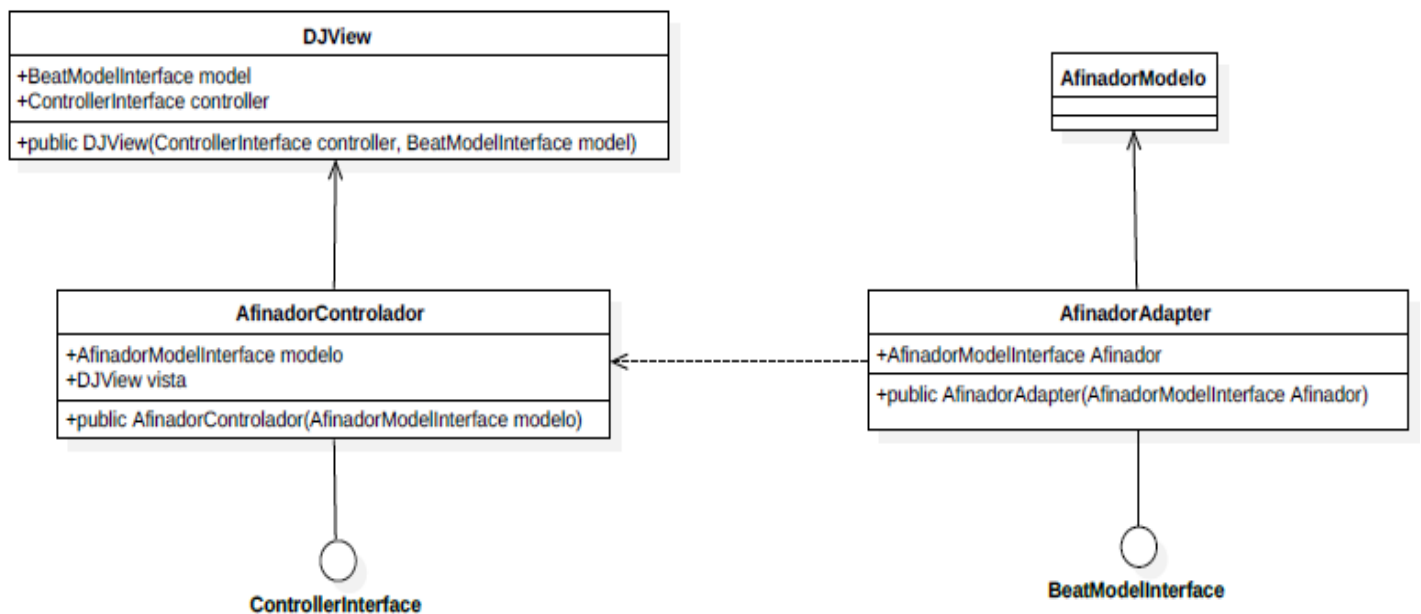 DJView
+BeatModelInterface model
+ControllerInterface controller
+public DJView(ControllerInterface controller, BeatModelInterface model)
AfinadorModelo
AfinadorControlador
+AfinadorModelInterface modelo
+DJView vista
+public AfinadorControlador(AfinadorModelInterface modelo)
AfinadorAdapter
+AfinadorModelInterface Afinador
+public AfinadorAdapter(AfinadorModelInterface Afinador)
ControllerInterface
BeatModelInterface